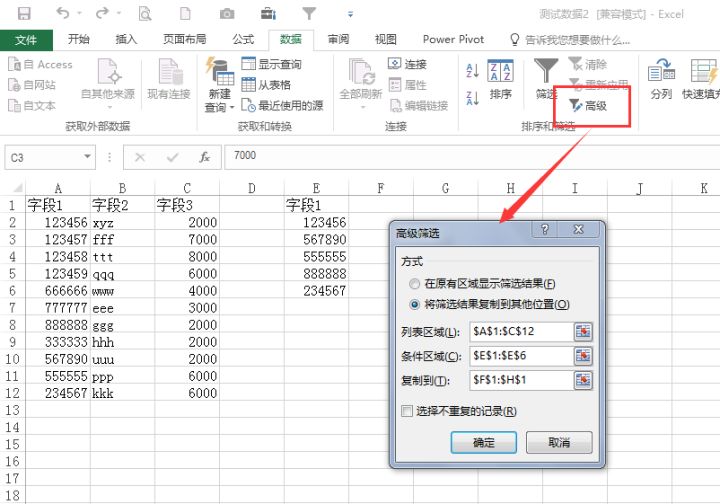 测试数据2 [兼容模式] - Excel
文件 开始 插入 页面布局 公式 数据 审阅 视图 Power Pivot 告诉我您想要做什么...
自 Access 自网站 自文本 自其他来源 现有连接
获取外部数据
新建查询 显示查询 从表格 最近使用的源
获取和转换
全部刷新 连接 属性 编辑链接
连接
排序 筛选 清除 重新应用 高级
排序和筛选
分列 快速填充
C3 fx 7000
A B C D E F G H I J K
1 字段1 字段2 字段3 字段1
2 123456 xyz 2000 123456
3 123457 fff 7000 567890
4 123458 ttt 8000 555555
5 123459 qqq 6000 888888
6 666666 www 4000 234567
7 777777 eee 3000
8 888888 ggg 2000
9 333333 hhh 2000
10 567890 uuu 2000
11 555555 ppp 6000
12 234567 kkk 6000
13
14
15
16
17
18
高级筛选
方式
在原有区域显示筛选结果(F)
将筛选结果复制到其他位置(O)
列表区域(L): $A$1:$C$12
条件区域(C): $E$1:$E$6
复制到(T): $F$1:$H$1
选择不重复的记录(R)
确定 取消